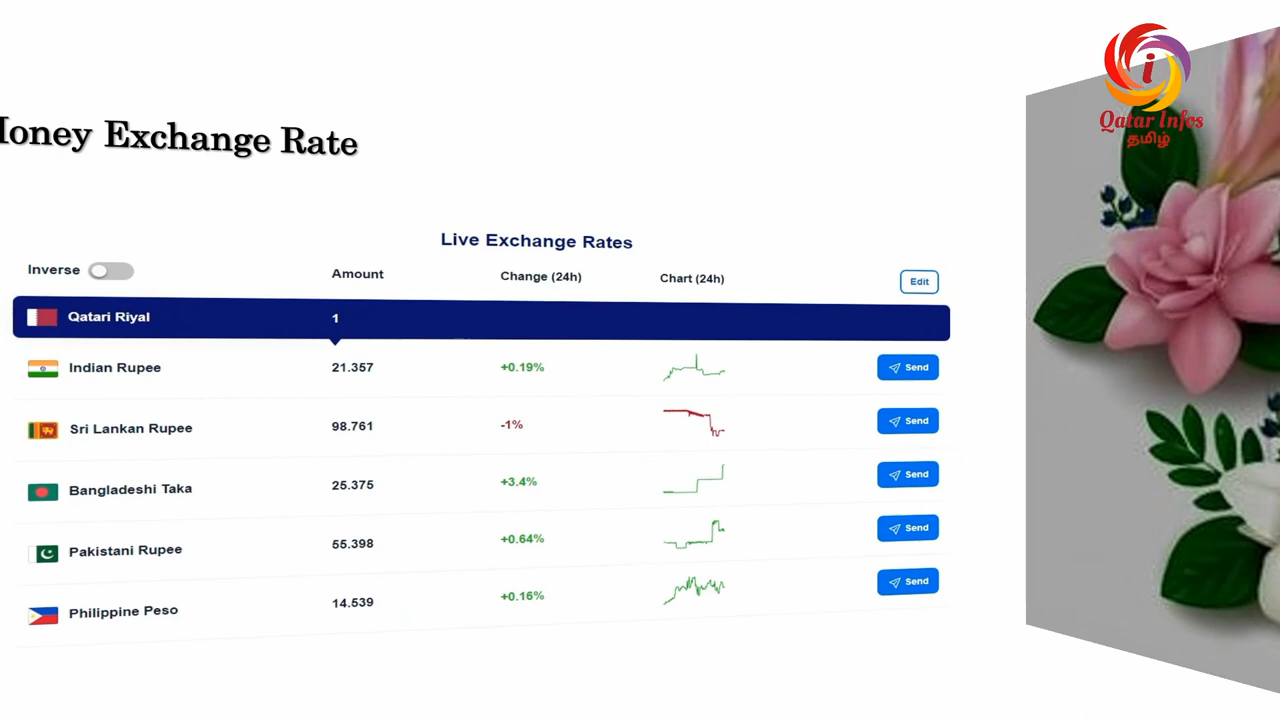 Qatar Infos
தமிழ்
Money Exchange Rate
Live Exchange Rates
Inverse Amount Change (24h) Chart (24h) Edit
Qatari Riyal 1
Indian Rupee 21.357 +0.19% Send
Sri Lankan Rupee 98.761 -1% Send
Bangladeshi Taka 25.375 +3.4% Send
Pakistani Rupee 55.398 +0.64% Send
Philippine Peso 14.539 +0.16% Send